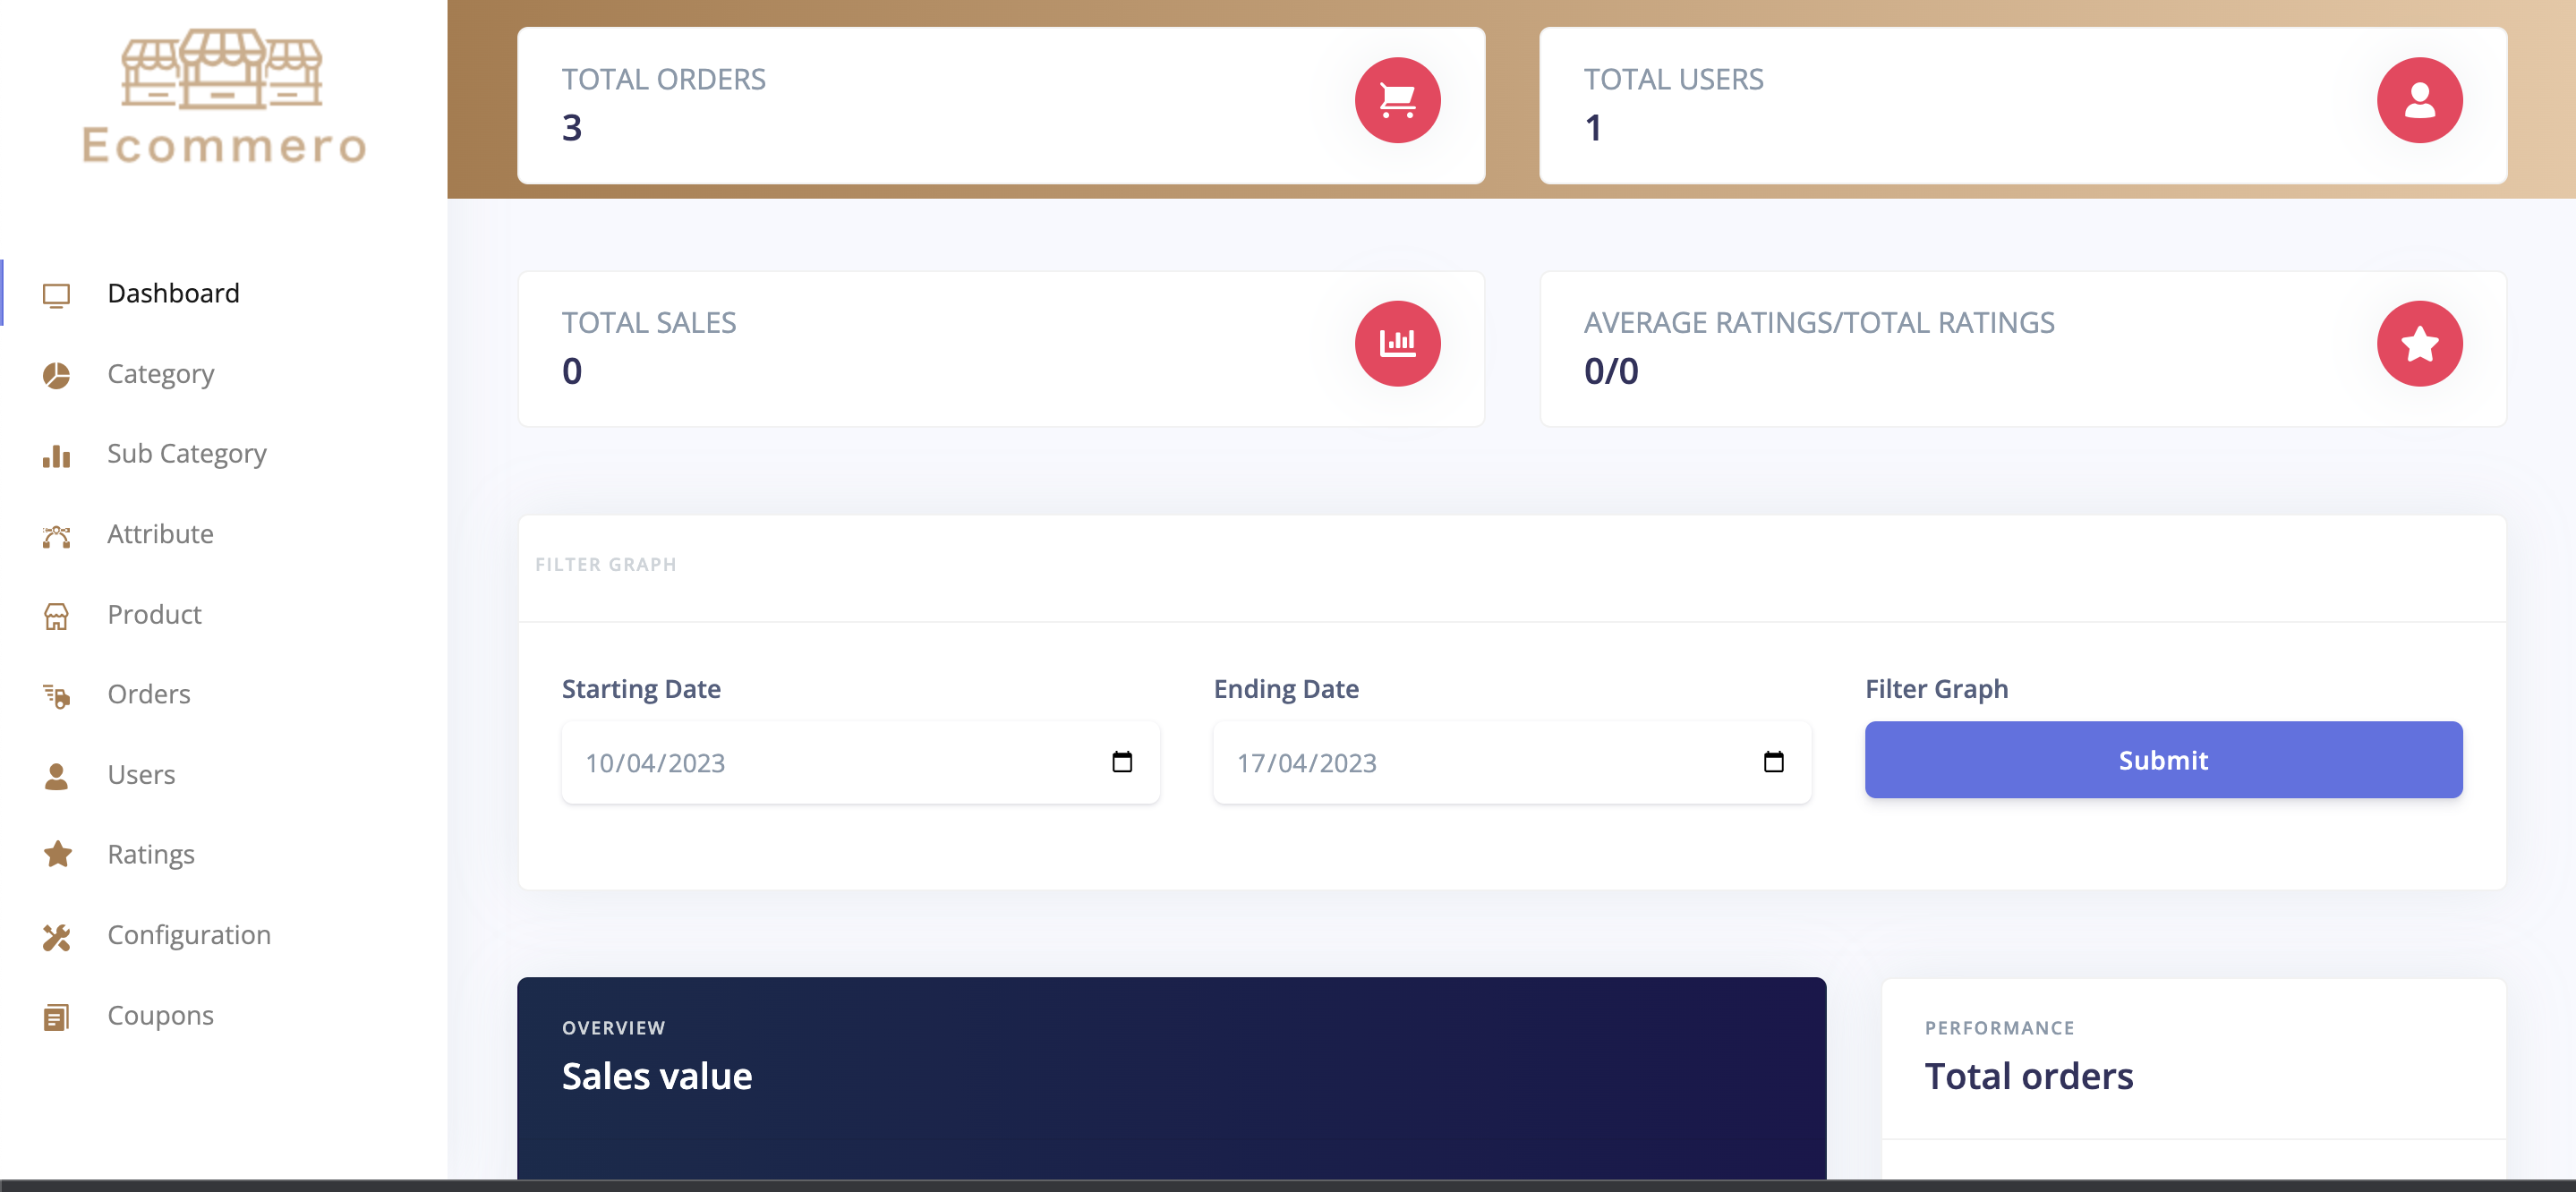 Ecommero
Dashboard
Category
Sub Category
Attribute
Product
Orders
Users
Ratings
Configuration
Coupons
TOTAL ORDERS
3
TOTAL USERS
1
TOTAL SALES
0
AVERAGE RATINGS/TOTAL RATINGS
0/0
FILTER GRAPH
Starting Date
10/04/2023
Ending Date
17/04/2023
Filter Graph
Submit
OVERVIEW
Sales value
PERFORMANCE
Total orders